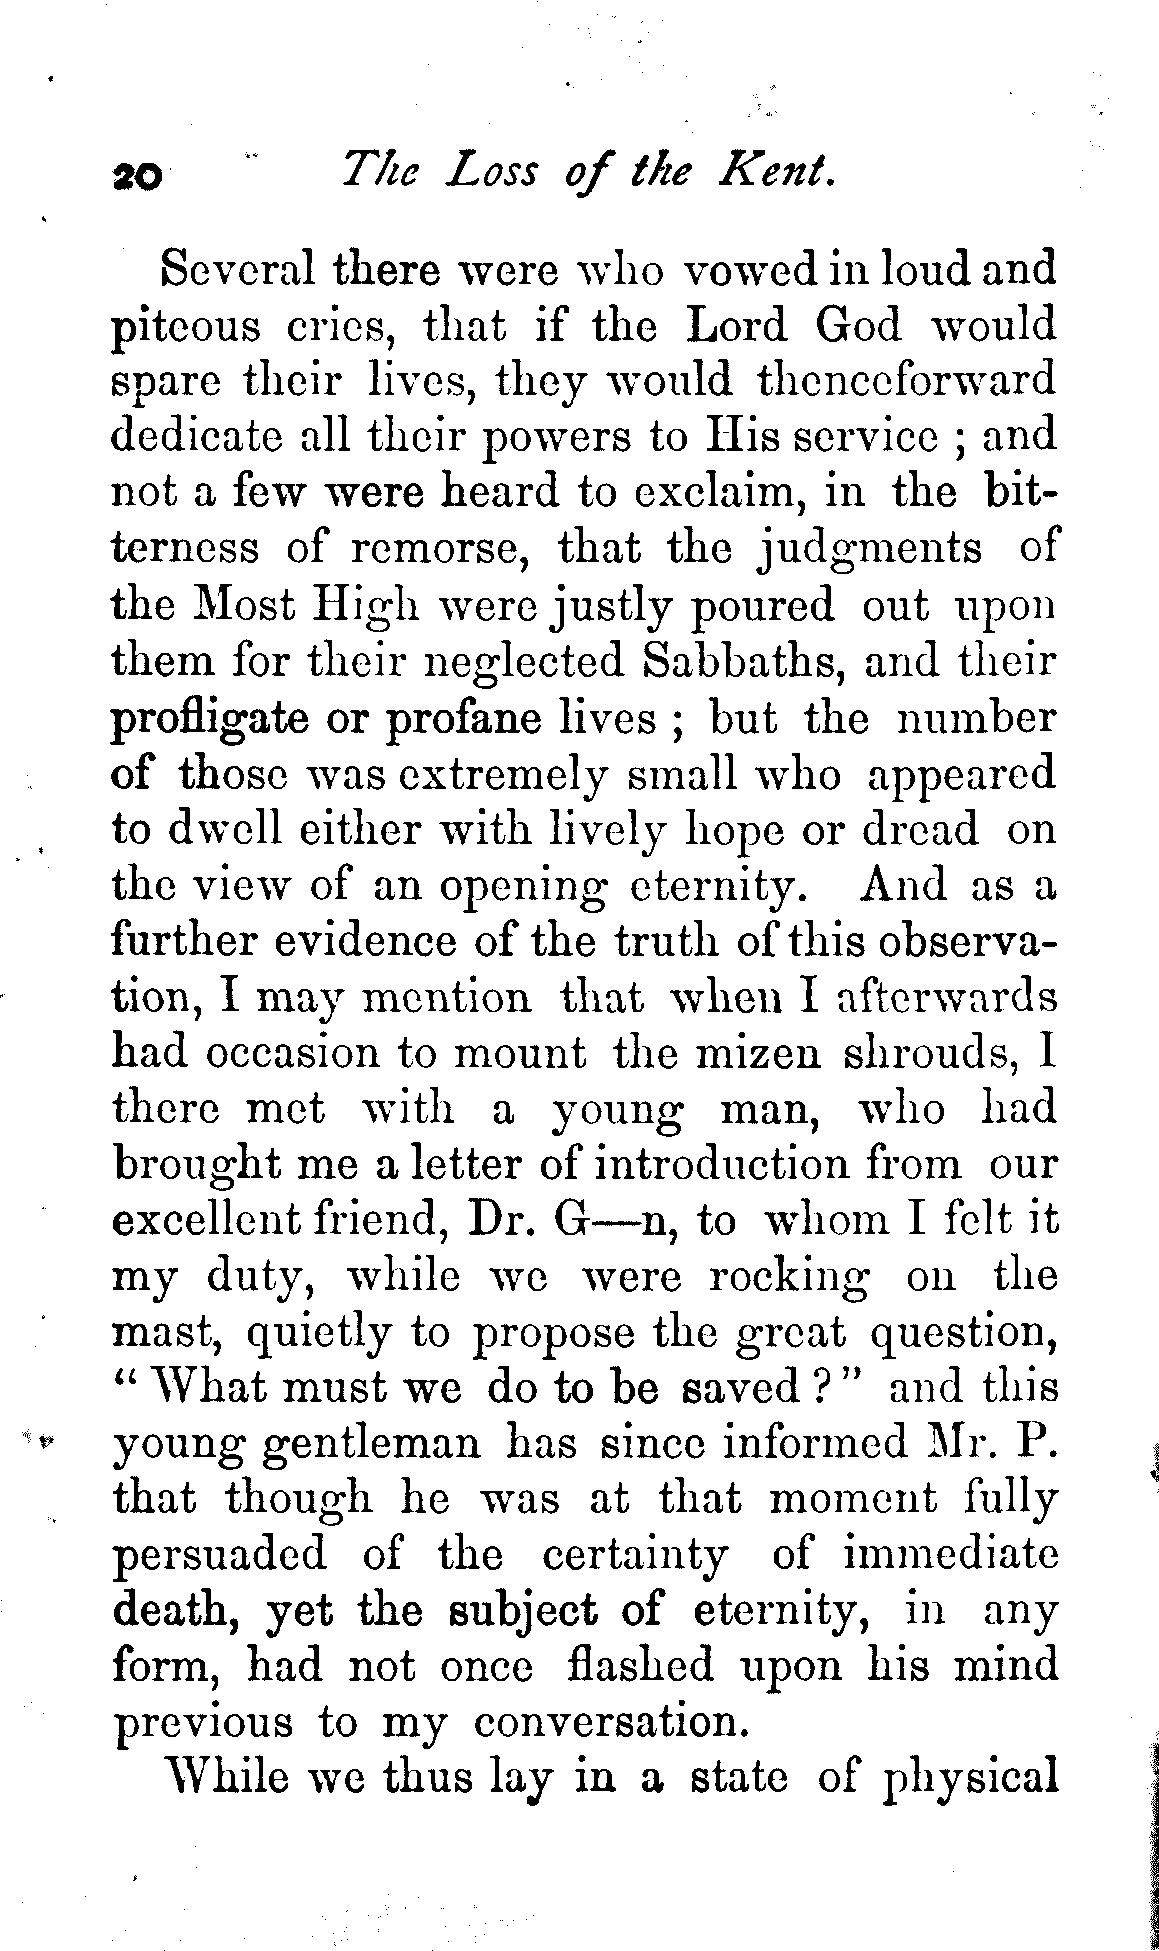 20 The Loss of the Kent.
Several there were who vowed in loud and
piteous cries, that if the Lord God would
spare their lives, they would thenceforward
dedicate all their powers to His service ; and
not a few were heard to exclaim, in the bit-
terness of remorse, that the judgments of
the Most High were justly poured out upon
them for their neglected Sabbaths, and their
profligate or profane lives ; but the number
of those was extremely small who appeared
to dwell either with lively hope or dread on
the view of an opening eternity. And as a
further evidence of the truth of this observa-
tion, I may mention that when I afterwards
had occasion to mount the mizen shrouds, I
there met with a young man, who had
brought me a letter of introduction from our
excellent friend, Dr. G—n, to whom I felt it
my duty, while we were rocking on the
mast, quietly to propose the great question,
“ What must we do to be saved ? ” and this
young gentleman has since informed Mr. P.
that though he was at that moment fully
persuaded of the certainty of immediate
death, yet the subject of eternity, in any
form, had not once flashed upon his mind
previous to my conversation.
While we thus lay in a state of physical